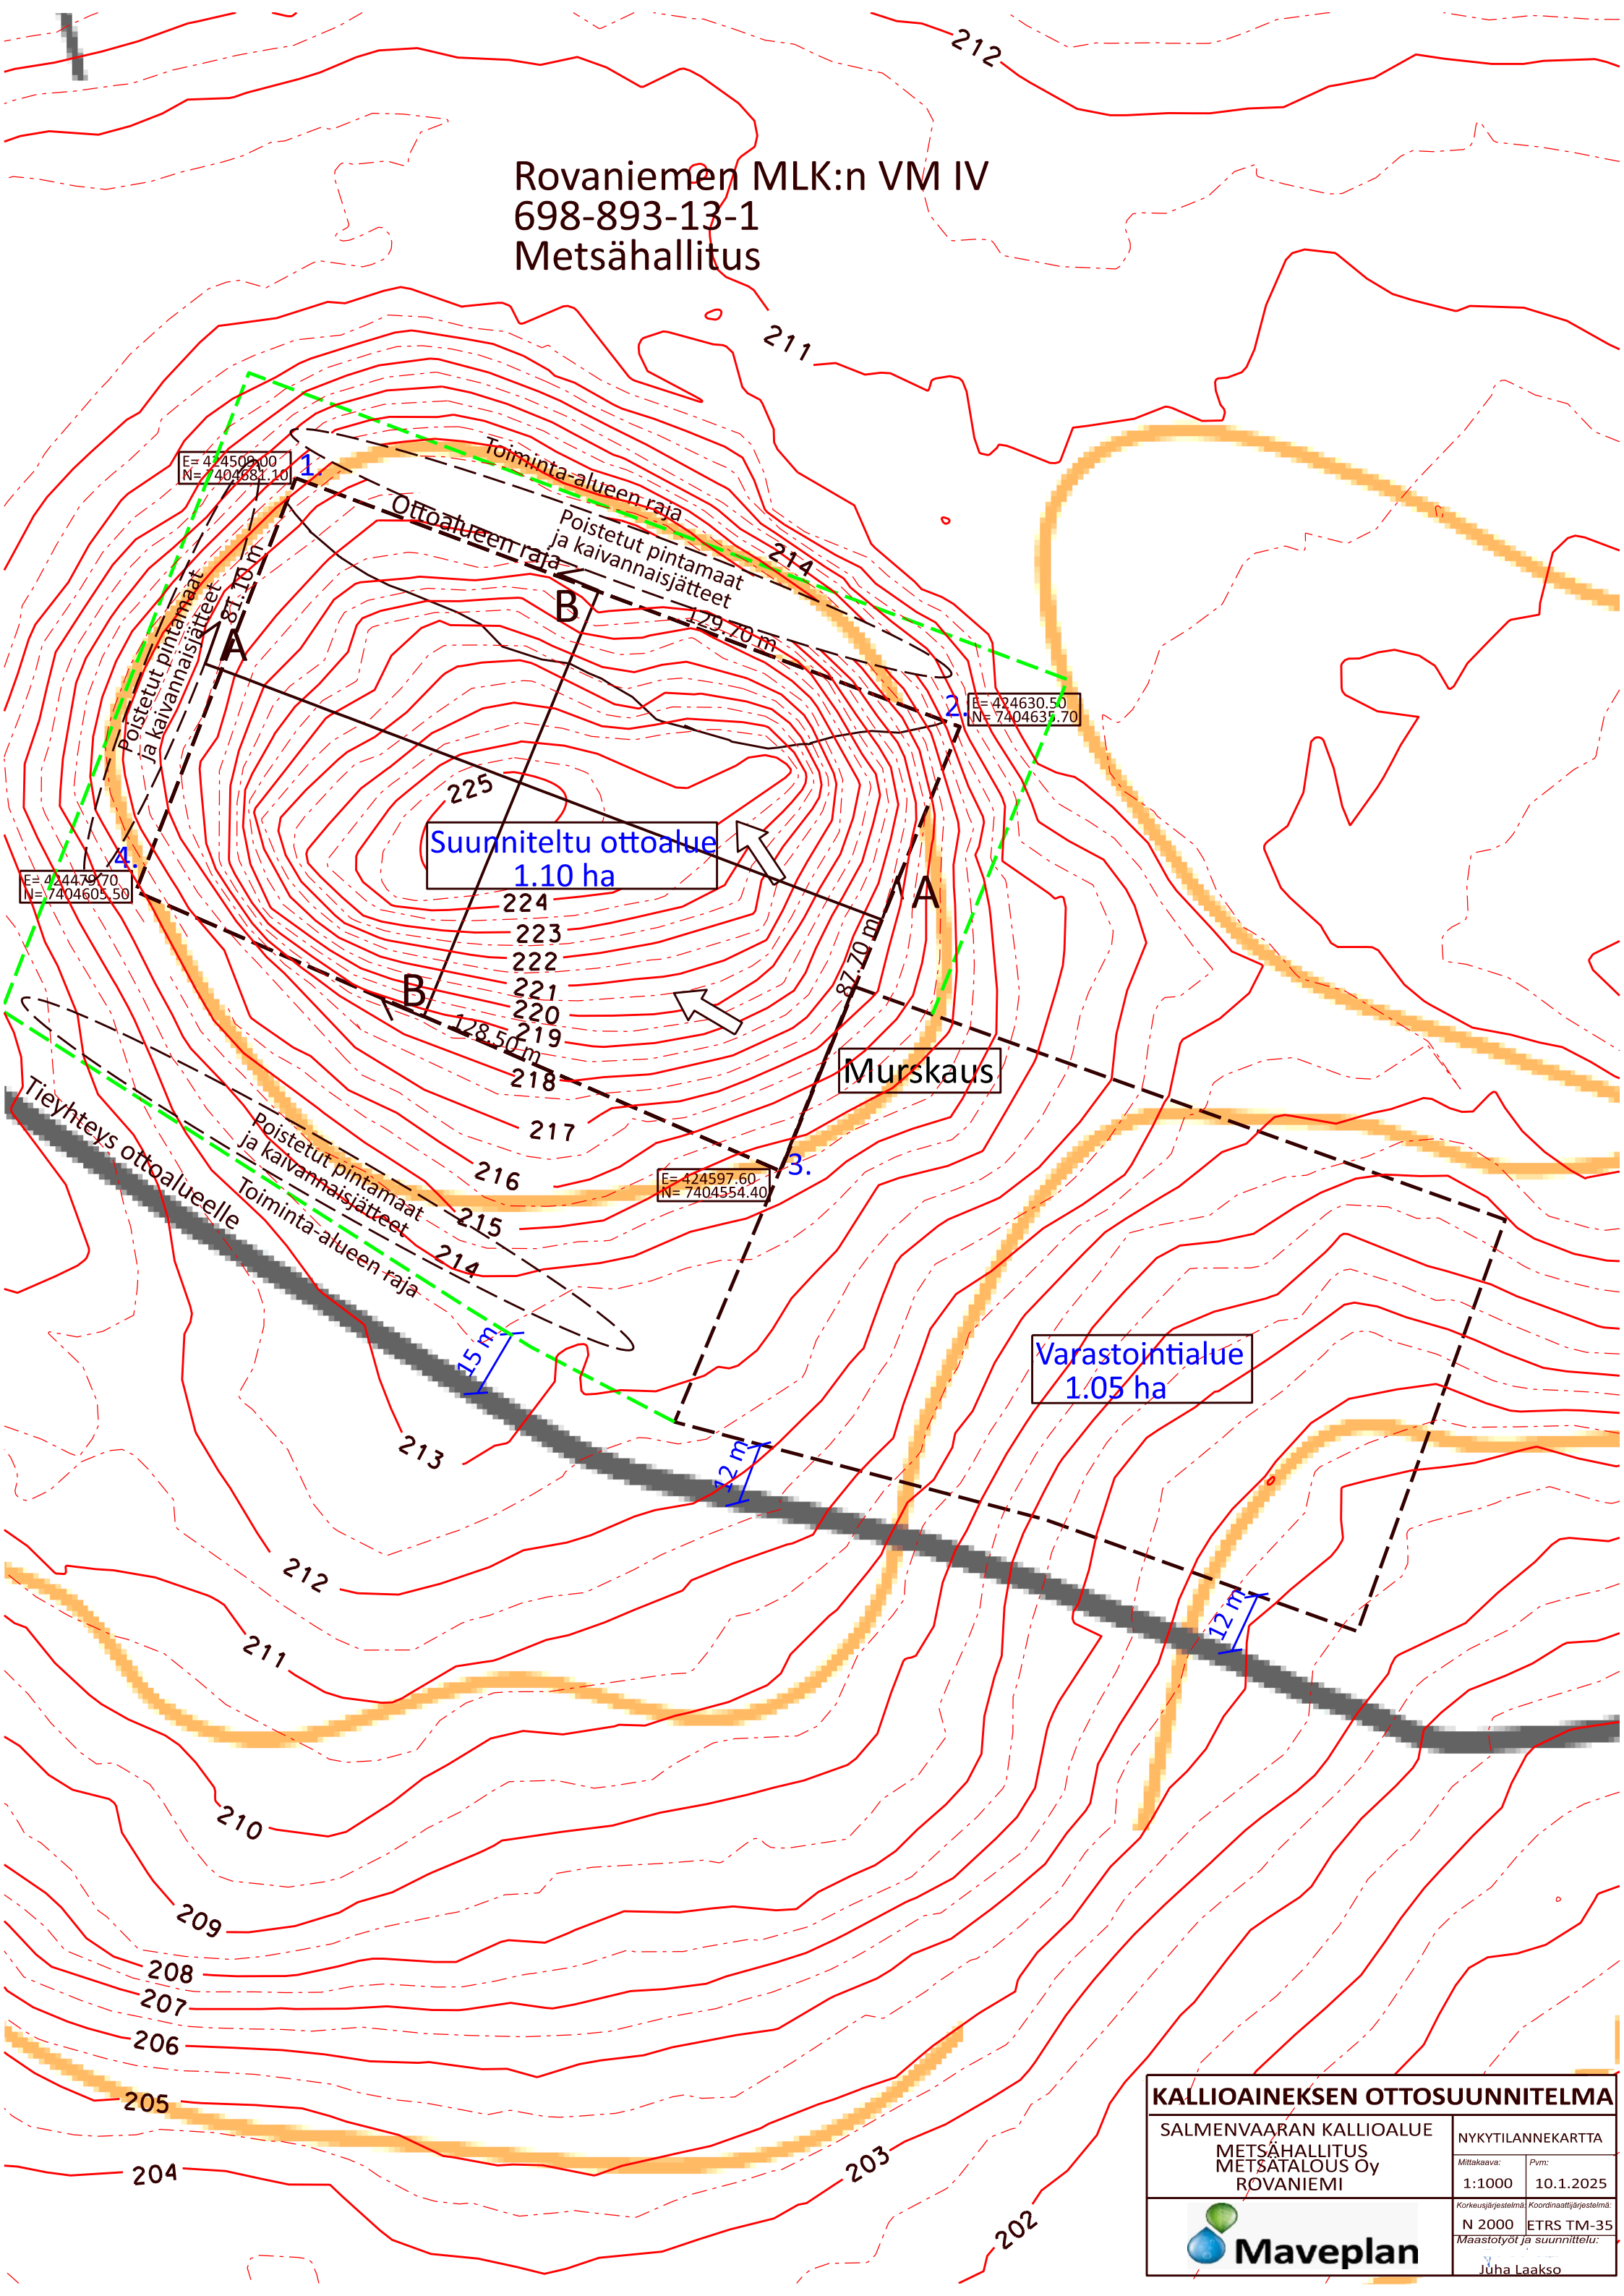 212
Rovaniemen MLK:n VM IV
698-893-13-1
Metsähallitus
211
E= 424509.00
N= 7404681.10
1.
Toiminta-alueen raja
Ottoalueen raja
Poistetut pintamaat
ja kaivannaisjätteet
214
129.70 m
B
81.10 m
A
Poistetut pintamaat
ja kaivannaisjätteet
2.
E= 424630.50
N= 7404635.70
225
Suunniteltu ottoalue
1.10 ha
4.
E= 424479.70
N= 7404605.50
224
A
223
222
221
220
219
218
87.70 m
B
128.50 m
Murskaus
217
216
215
214
3.
E= 424597.60
N= 7404554.40
Tieyhteys ottoalueelle
Poistetut pintamaat
ja kaivannaisjätteet
Toiminta-alueen raja
15 m
Varastointialue
1.05 ha
213
12 m
212
12 m
211
210
209
208
207
206
205
204
203
202
KALLIOAINEKSEN OTTOSUUNNITELMA
SALMENVAARAN KALLIOALUE
METSÄHALLITUS
METSÄTALOUS Oy
ROVANIEMI
NYKYTILANNEKARTTA
Mittakaava:
Pvm:
1:1000
10.1.2025
Korkeusjärjestelmä:
Koordinaattijärjestelmä:
N 2000
ETRS TM-35
Maastotyöt ja suunnittelu:
Juha Laakso
Maveplan